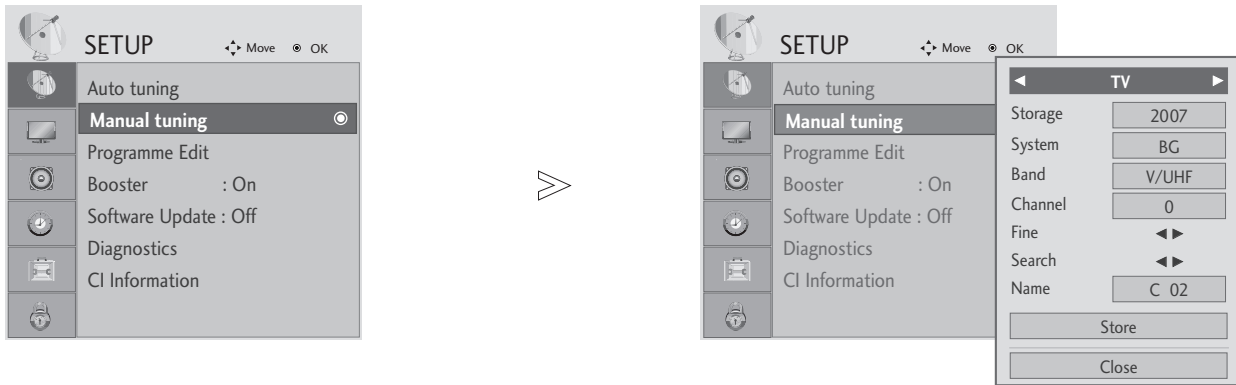 SETUP
Move OK
Auto tuning
Manual tuning
Programme Edit
Booster : On
Software Update : Off
Diagnostics
CI Information
SETUP
Move OK
Auto tuning
Manual tuning
Programme Edit
Booster : On
Software Update : Off
Diagnostics
CI Information
◄ TV ►
Storage 2007
System BG
Band V/UHF
Channel 0
Fine ◄ ►
Search ◄ ►
Name C 02
Store
Close